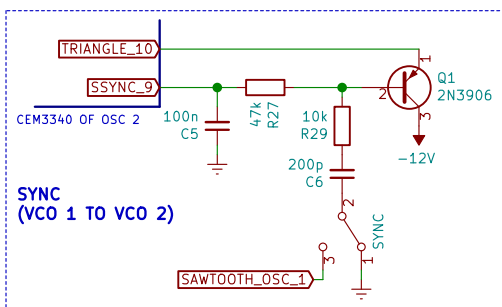 TRIANGLE_10
1
Q1
2N3906
SSYNC_9
2
3
CEM3340 OF OSC 2
100n
C5
47k
R27
10k
R29
-12V
200p
C6
SYNC
(VCO 1 TO VCO 2)
2
SYNC
3
1
SAWTOOTH_OSC_1